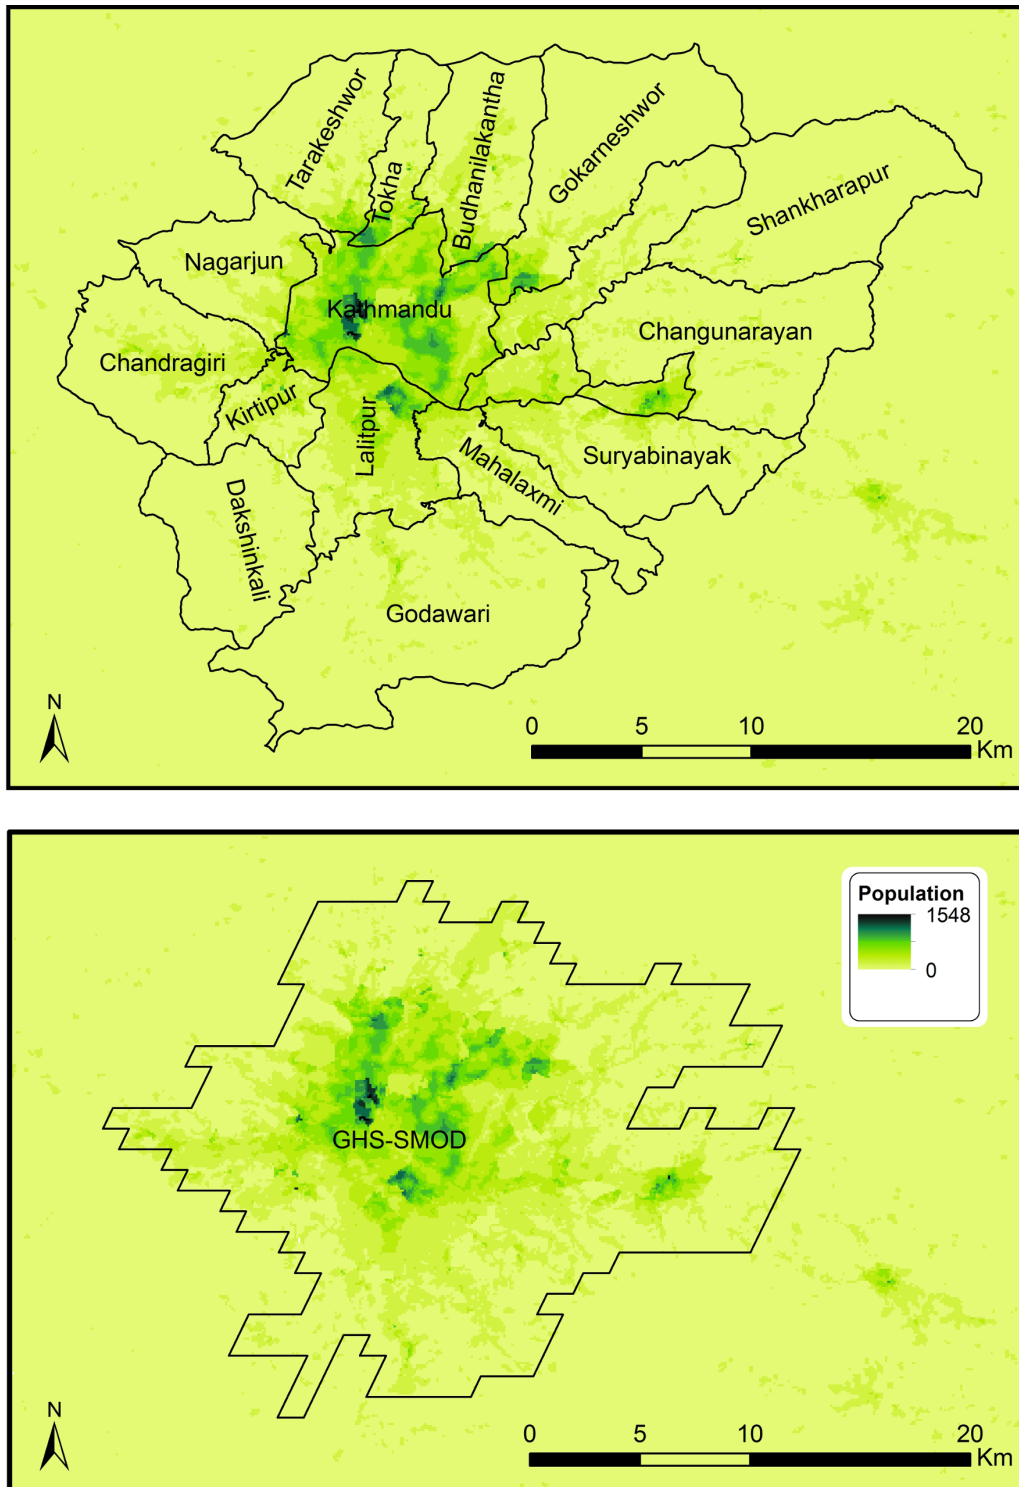 Tarakeshwor
Tokha
Budhanilakantha
Gokarneshwor
Shankharapur
Nagarjun
Kathmandu
Changunarayan
Chandragiri
Kirtipur
Lalitpur
Mahalaxmi
Suryabinayak
Dakshinkali
Godawari
N
0 5 10 20
Km
Population
1548
0
GHS-SMOD
N
0 5 10 20
Km